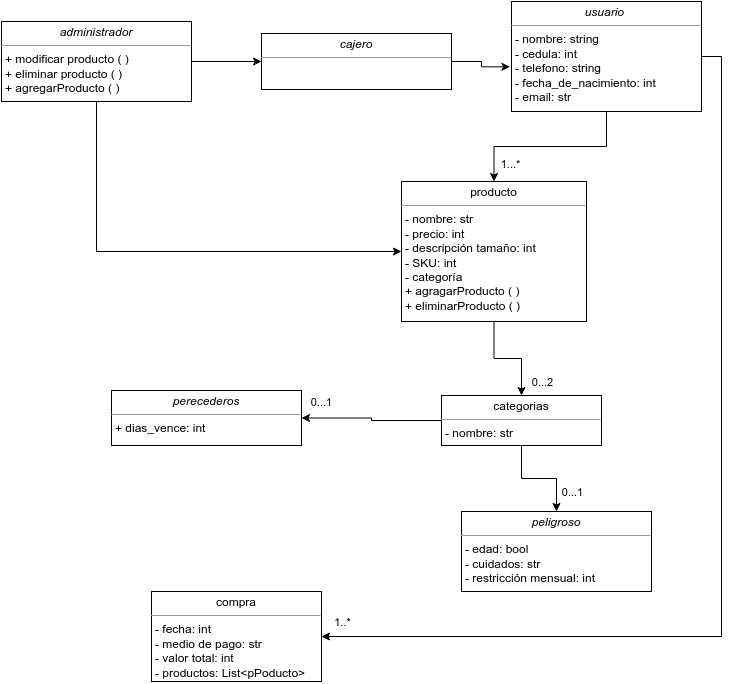 administrador
+ modificar producto ( )
+ eliminar producto ( )
+ agregarProducto ( )
cajero
usuario
- nombre: string
- cedula: int
- telefono: string
- fecha_de_nacimiento: int
- email: str
1...*
producto
- nombre: str
- precio: int
- descripción tamaño: int
- SKU: int
- categoría
+ agragarProducto ( )
+ eliminarProducto ( )
0...2
categorias
- nombre: str
0...1
perecederos
+ dias_vence: int
0...1
peligroso
- edad: bool
- cuidados: str
- restricción mensual: int
1..*
compra
- fecha: int
- medio de pago: str
- valor total: int
- productos: List<pPoducto>